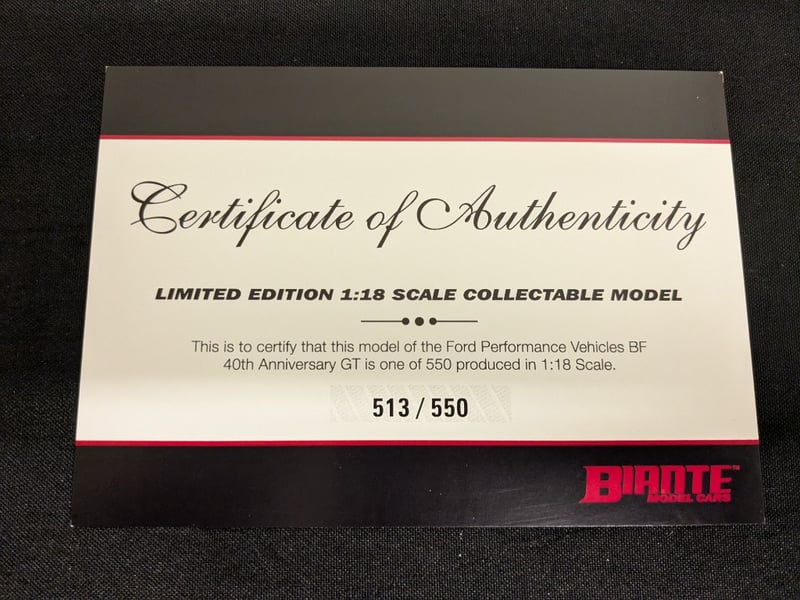 Certificate of Authenticity
LIMITED EDITION 1:18 SCALE COLLECTABLE MODEL
This is to certify that this model of the Ford Performance Vehicles BF
40th Anniversary GT is one of 550 produced in 1:18 Scale.
513 / 550
BIANTE™
MODEL CARS